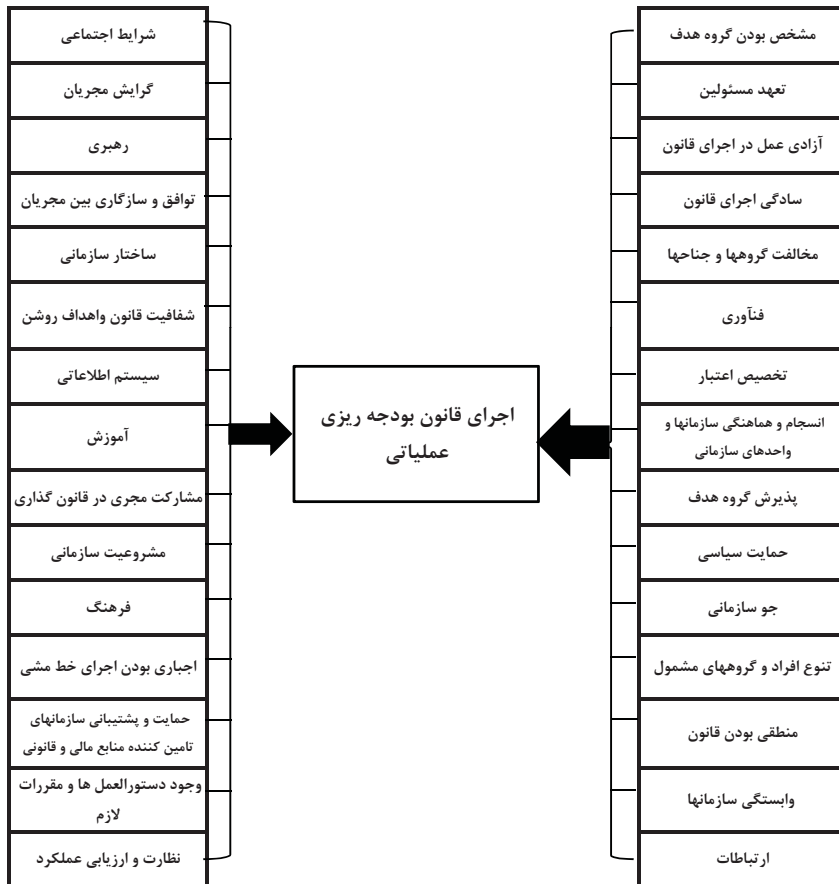 مشخص بودن گروه هدف
تعهد مسئولین
آزادی عمل در اجرای قانون
سادگی اجرای قانون
مخالفت گروهها و جناحها
فنآوری
تخصیص اعتبار
انسجام و هماهنگی سازمانها و
واحدهای سازمانی
پذیرش گروه هدف
حمایت سیاسی
جو سازمانی
تنوع افراد و گروههای مشمول
منطقی بودن قانون
وابستگی سازمانها
ارتباطات
اجرای قانون بودجه ریزی
عملیاتی
شرایط اجتماعی
گرایش مجریان
رهبری
توافق و سازگاری بین مجریان
ساختار سازمانی
شفافیت قانون واهداف روشن
سیستم اطلاعاتی
آموزش
مشارکت مجری در قانون گذاری
مشروعیت سازمانی
فرهنگ
اجباری بودن اجرای خط مشی
حمایت و پشتیبانی سازمانهای
تامین کننده منابع مالی و قانونی
وجود دستورالعمل ها و مقررات
لازم
نظارت و ارزیابی عملکرد